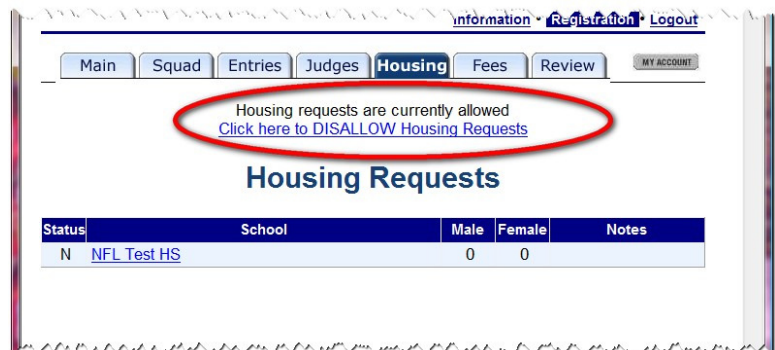 Information • Registration • Logout
Main Squad Entries Judges Housing Fees Review MY ACCOUNT
Housing requests are currently allowed
Click here to DISALLOW Housing Requests
Housing Requests
Status School Male Female Notes
N NFL Test HS 0 0